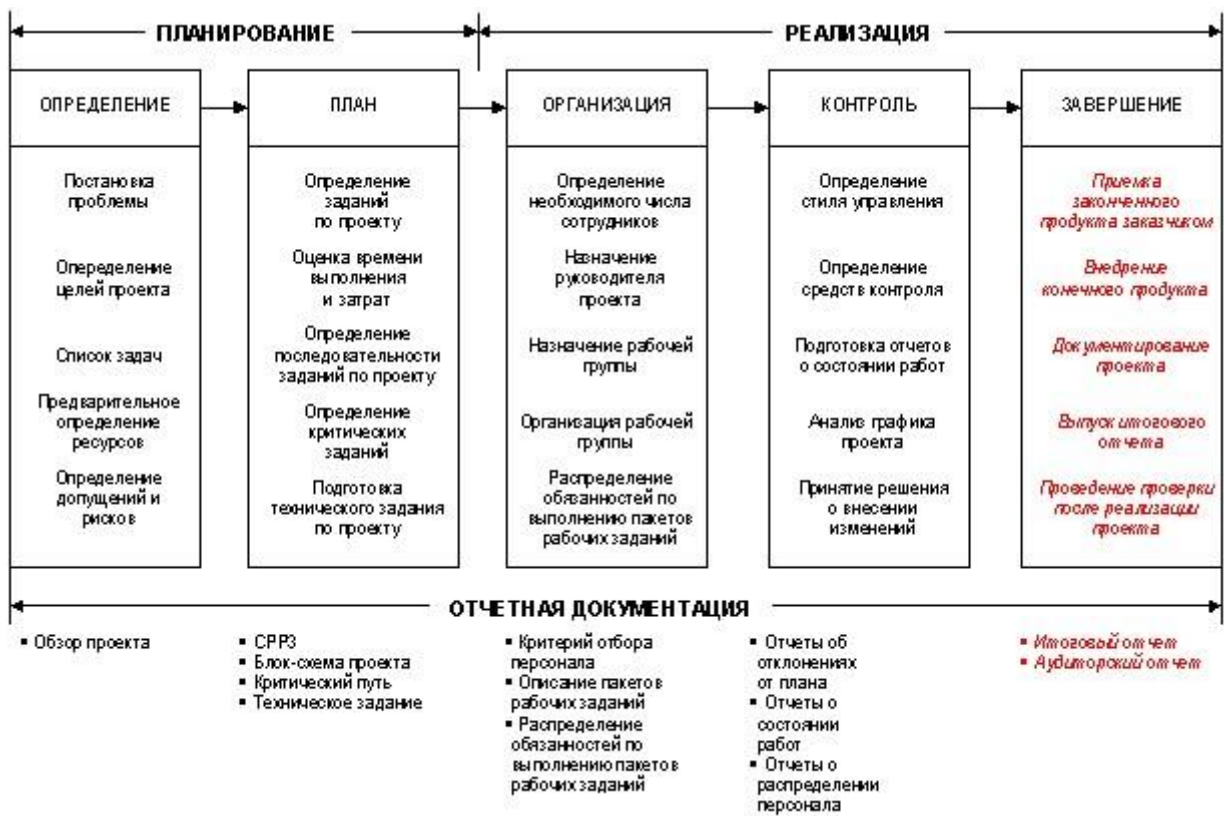 ПЛАНИРОВАНИЕ
РЕАЛИЗАЦИЯ
ОПРЕДЕЛЕНИЕ
Постановка
проблемы
Опеределение
целей проекта
Список задач
Предварительное
определение
ресурсов
Определение
допущений и
рисков
ПЛАН
Определение
заданий
по проекту
Оценка времени
выполнения
и затрат
Определение
последовательности
заданий по проекту
Определение
критических
заданий
Подготовка
технического задания
по проекту
ОРГАНИЗАЦИЯ
Определение
необходимого числа
сотрудников
Назначение
руководителя
проекта
Назначение рабочей
группы
Организация рабочей
группы
Распределение
обязанностей по
выполнению пакетов
рабочих заданий
КОНТРОЛЬ
Определение
стиля управления
Определение
средств контроля
Подготовка отчетов
о состоянии работ
Анализ графика
проекта
Принятие решения
о внесении
изменений
ЗАВЕРШЕНИЕ
Приемка
законченного
продукта заказчиком
Внедрение
конечного продукта
Документирование
проекта
Выпуск итогового
отчета
Проведение проверки
после реализации
проекта
ОТЧЕТНАЯ ДОКУМЕНТАЦИЯ
▪ Обзор проекта
▪ СРРЗ
▪ Блок-схема проекта
▪ Критический путь
▪ Техническое задание
▪ Критерий отбора
персонала
▪ Описание пакетов
рабочих заданий
▪ Распределение
обязанностей по
выполнению пакетов
рабочих заданий
▪ Отчеты об
отклонениях
от плана
▪ Отчеты о
состоянии
работ
▪ Отчеты о
распределении
персонала
▪ Итоговый отчет
▪ Аудиторский отчет